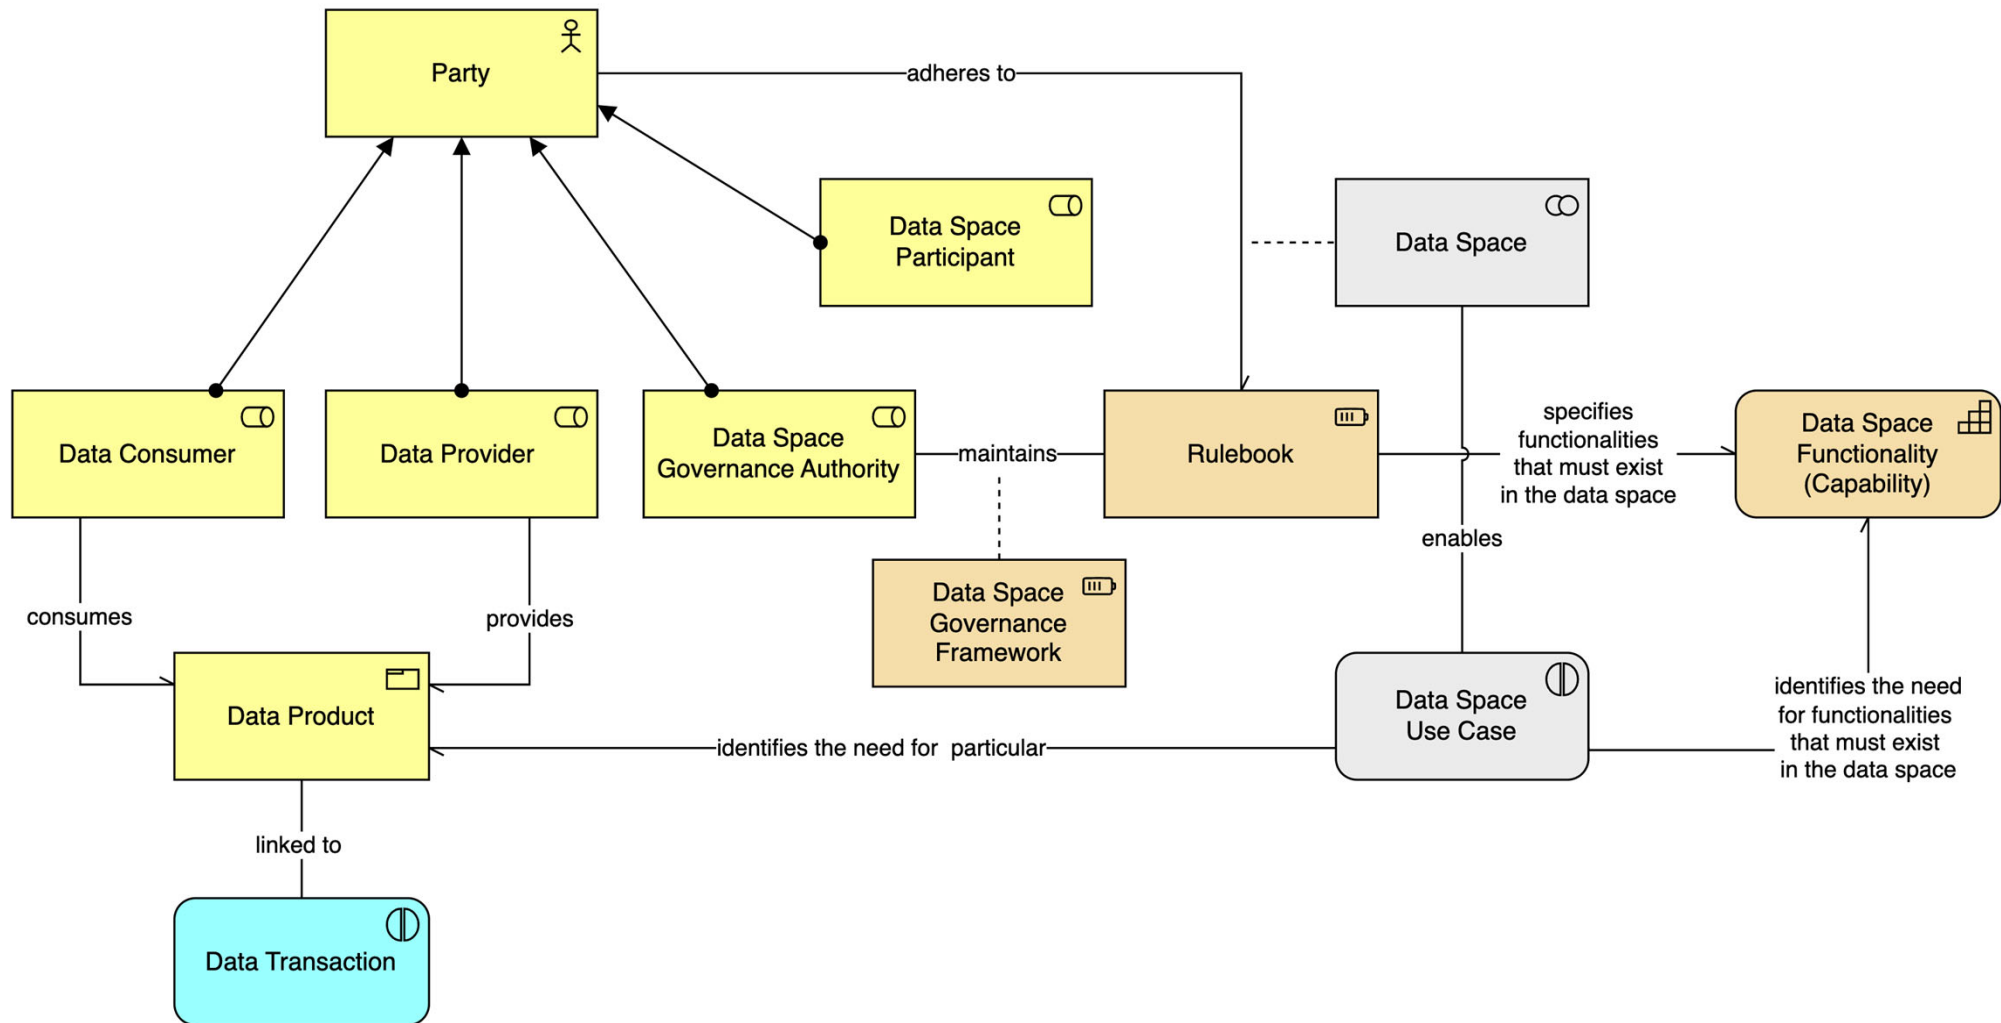 Party
adheres to
Data Space
Participant
Data Space
Data Consumer
Data Provider
Data Space
Governance Authority
maintains
Rulebook
specifies
functionalities
that must exist
in the data space
Data Space
Functionality
(Capability)
enables
Data Space
Governance
Framework
consumes
provides
Data Product
identifies the need for  particular
Data Space
Use Case
identifies the need
for functionalities
that must exist
in the data space
linked to
Data Transaction